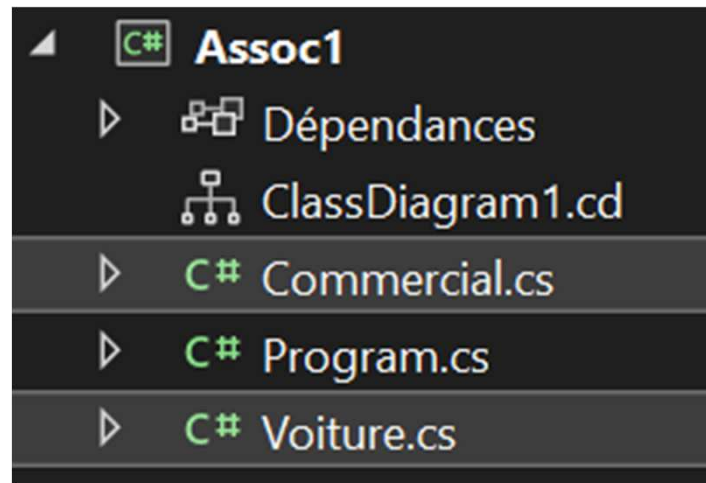 C# Assoc1
Dépendances
ClassDiagram1.cd
C# Commercial.cs
C# Program.cs
C# Voiture.cs